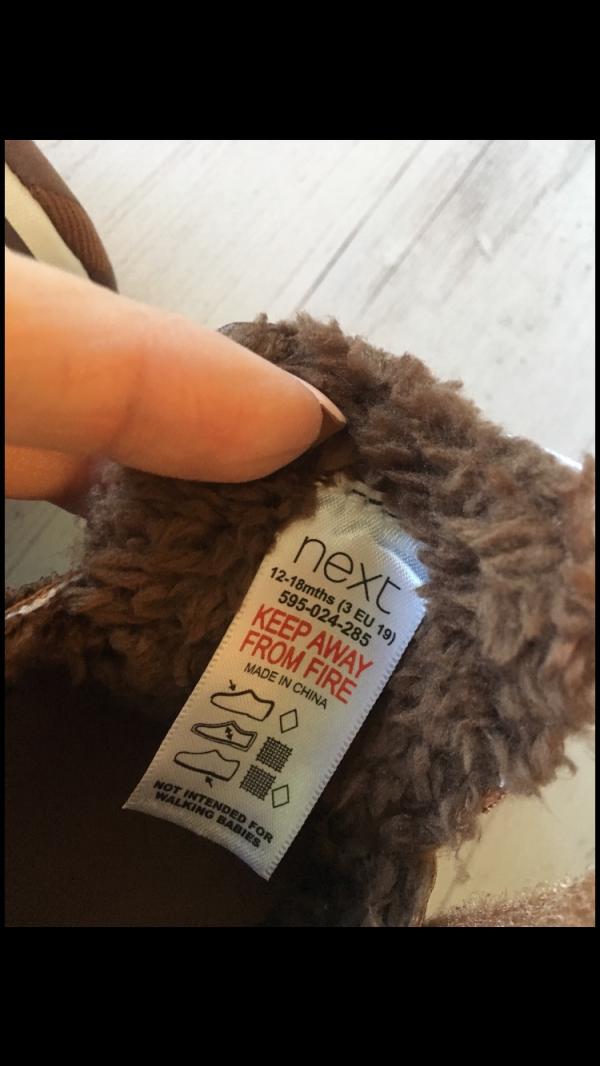 next
12-18mths (3 EU 19)
595-024-285
KEEP AWAY
FROM FIRE
MADE IN CHINA
NOT INTENDED FOR
WALKING BABIES